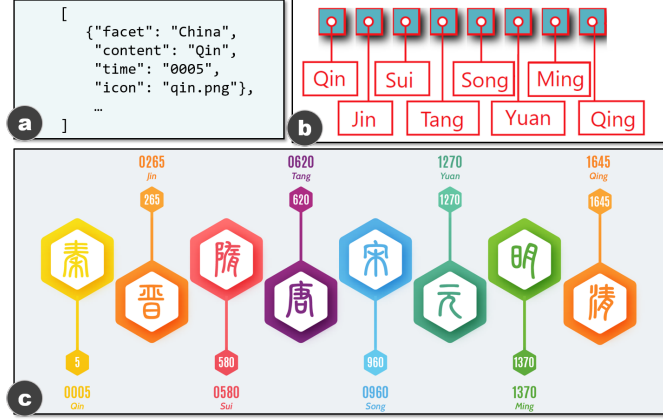 [
{"facet": "China",
"content": "Qin",
"time": "0005",
"icon": "qin.png"},
…
]
a
Qin
Sui
Song
Ming
Jin
Tang
Yuan
Qing
b
0265
Jin
0620
Tang
1270
Yuan
1645
Qing
265
620
1270
1645
秦
隋
宋
明
晋
唐
元
清
5
580
960
1370
0005
Qin
0580
Sui
0960
Song
1370
Ming
c